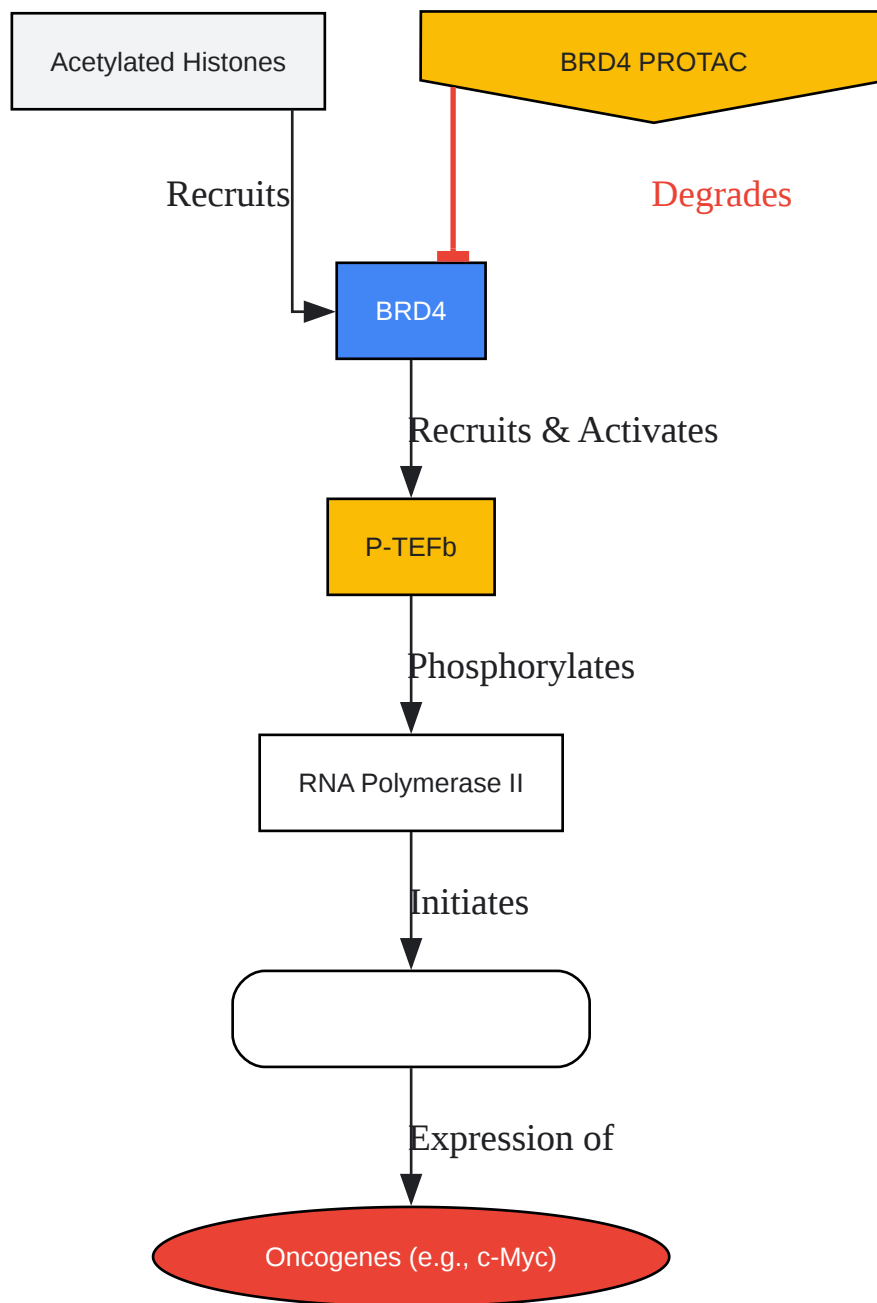 Acetylated Histones
BRD4 PROTAC
Recruits
Degrades
BRD4
Recruits & Activates
P-TEFb
Phosphorylates
RNA Polymerase II
Initiates
Expression of
Oncogenes (e.g., c-Myc)